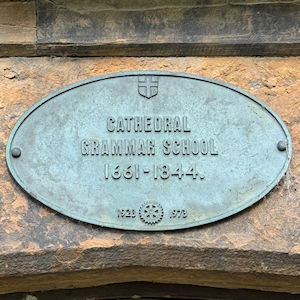 CATHEDRAL
GRAMMAR SCHOOL
1661-1844.
1923 1973